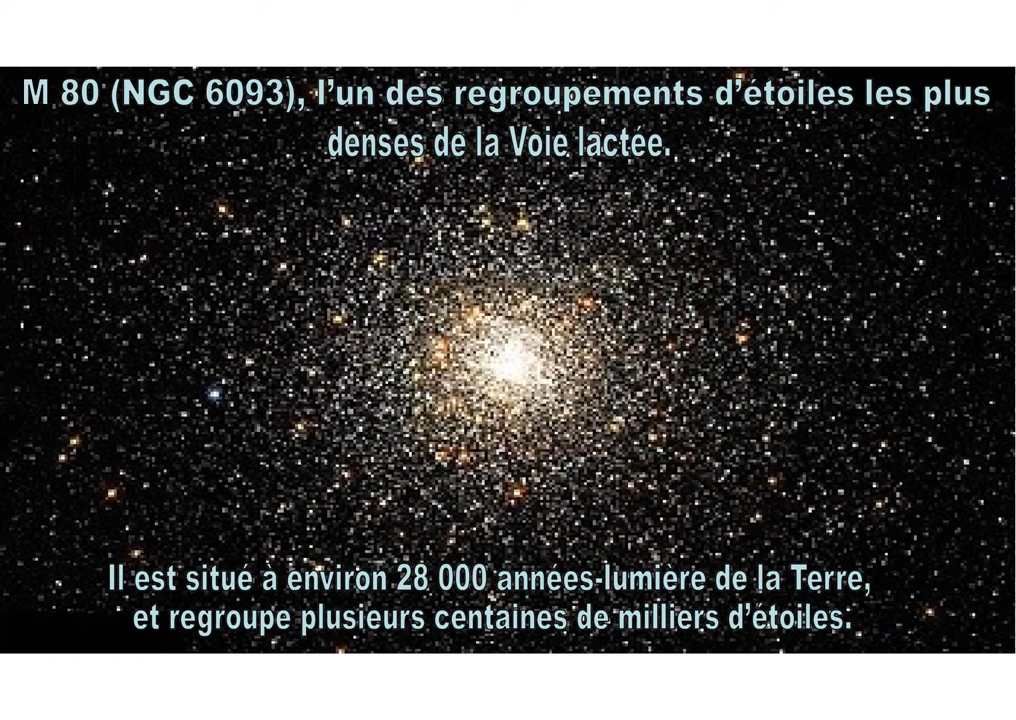 M 80 (NGC 6093), l’un des regroupements d’étoiles les plus
denses de la Voie lactée.
Il est situé à environ 28 000 années-lumière de la Terre,
et regroupe plusieurs centaines de milliers d’étoiles.